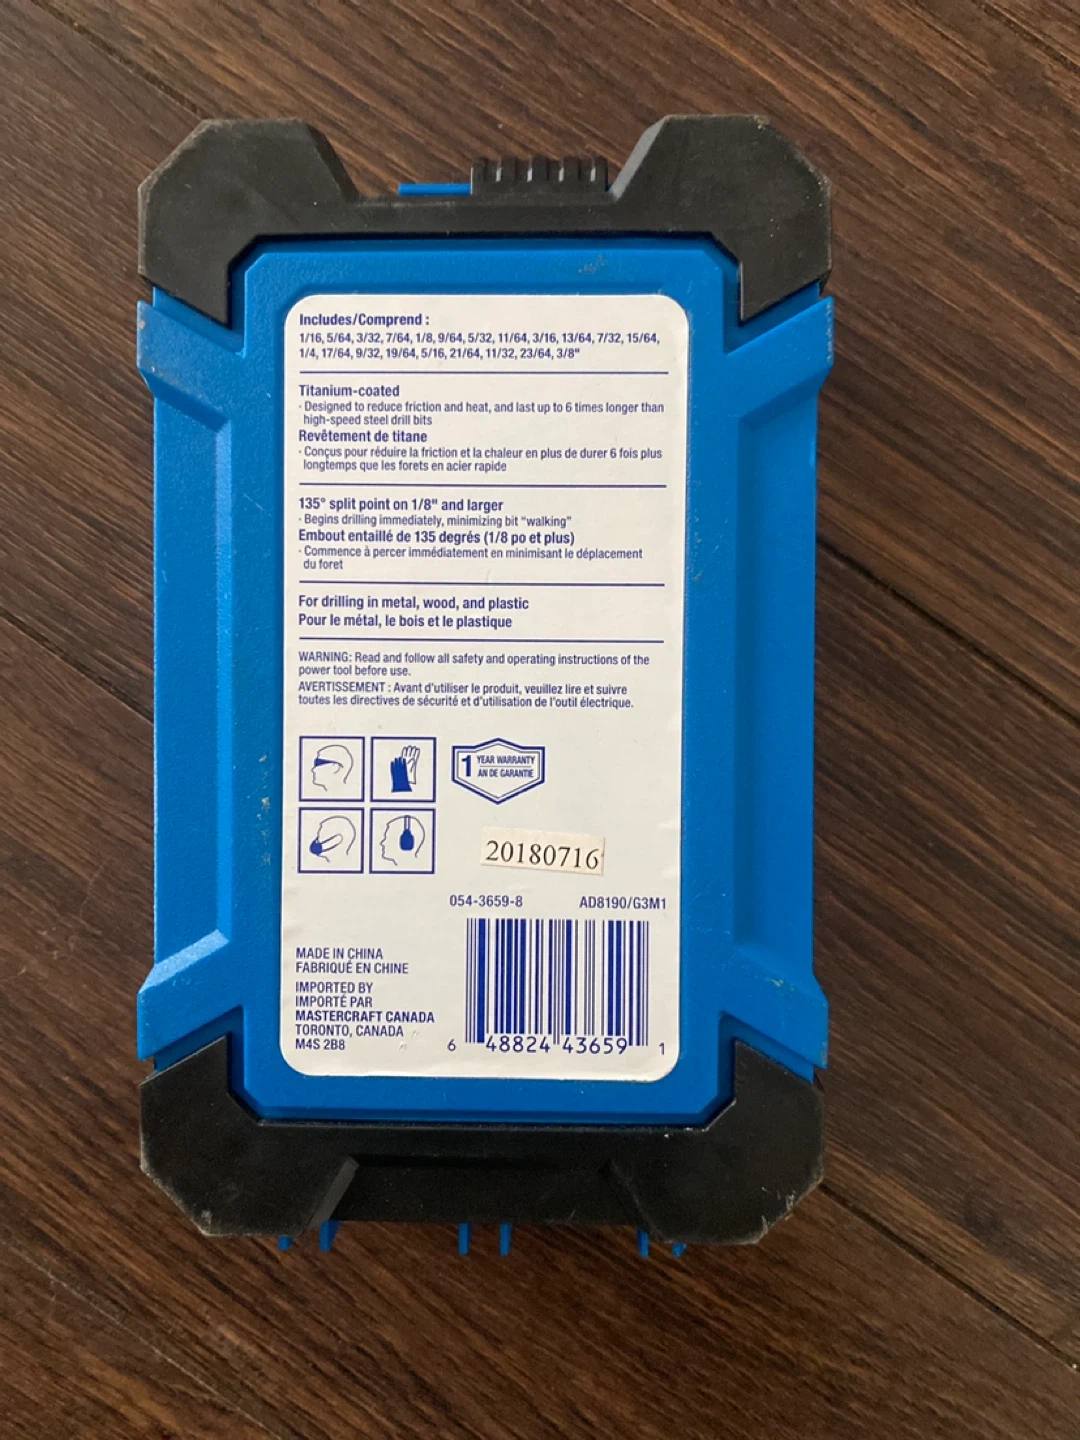 Includes/Comprend :
1/16, 5/64, 3/32, 7/64, 1/8, 9/64, 5/32, 11/64, 3/16, 13/64, 7/32, 15/64,
1/4, 17/64, 9/32, 19/64, 5/16, 21/64, 11/32, 23/64, 3/8"
Titanium-coated
· Designed to reduce friction and heat, and last up to 6 times longer than
high-speed steel drill bits
Revêtement de titane
· Conçus pour réduire la friction et la chaleur en plus de durer 6 fois plus
longtemps que les forets en acier rapide
135° split point on 1/8" and larger
· Begins drilling immediately, minimizing bit "walking"
Embout entaillé de 135 degrés (1/8 po et plus)
· Commence à percer immédiatement en minimisant le déplacement
du foret
For drilling in metal, wood, and plastic
Pour le métal, le bois et le plastique
WARNING: Read and follow all safety and operating instructions of the
power tool before use.
AVERTISSEMENT : Avant d'utiliser le produit, veuillez lire et suivre
toutes les directives de sécurité et d'utilisation de l'outil électrique.
1 YEAR WARRANTY
AN DE GARANTIE
20180716
054-3659-8 AD8190/G3M1
MADE IN CHINA
FABRIQUÉ EN CHINE
IMPORTED BY
IMPORTÉ PAR
MASTERCRAFT CANADA
TORONTO, CANADA
M4S 2B8
6 48824 43659 1